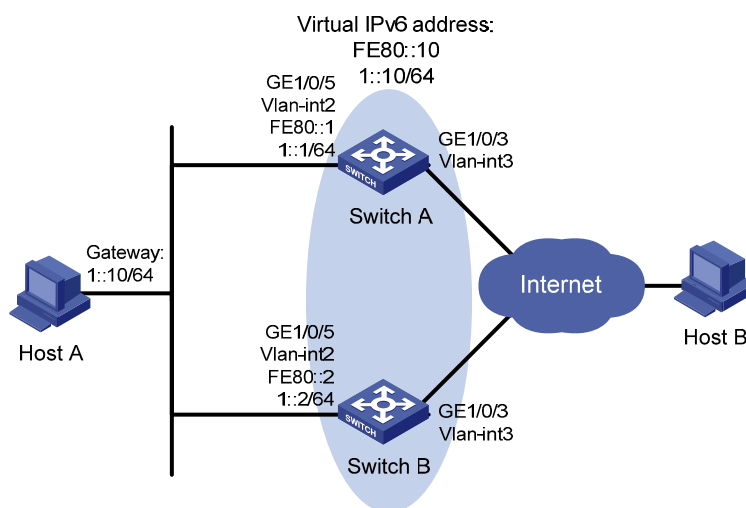 Virtual IPv6 address:
FE80::10
1::10/64
GE1/0/5
Vlan-int2
FE80::1
1::1/64
GE1/0/3
Vlan-int3
SWITCH
Switch A
Gateway:
1::10/64
Host A
Internet
Host B
GE1/0/5
Vlan-int2
FE80::2
1::2/64
SWITCH
GE1/0/3
Vlan-int3
Switch B